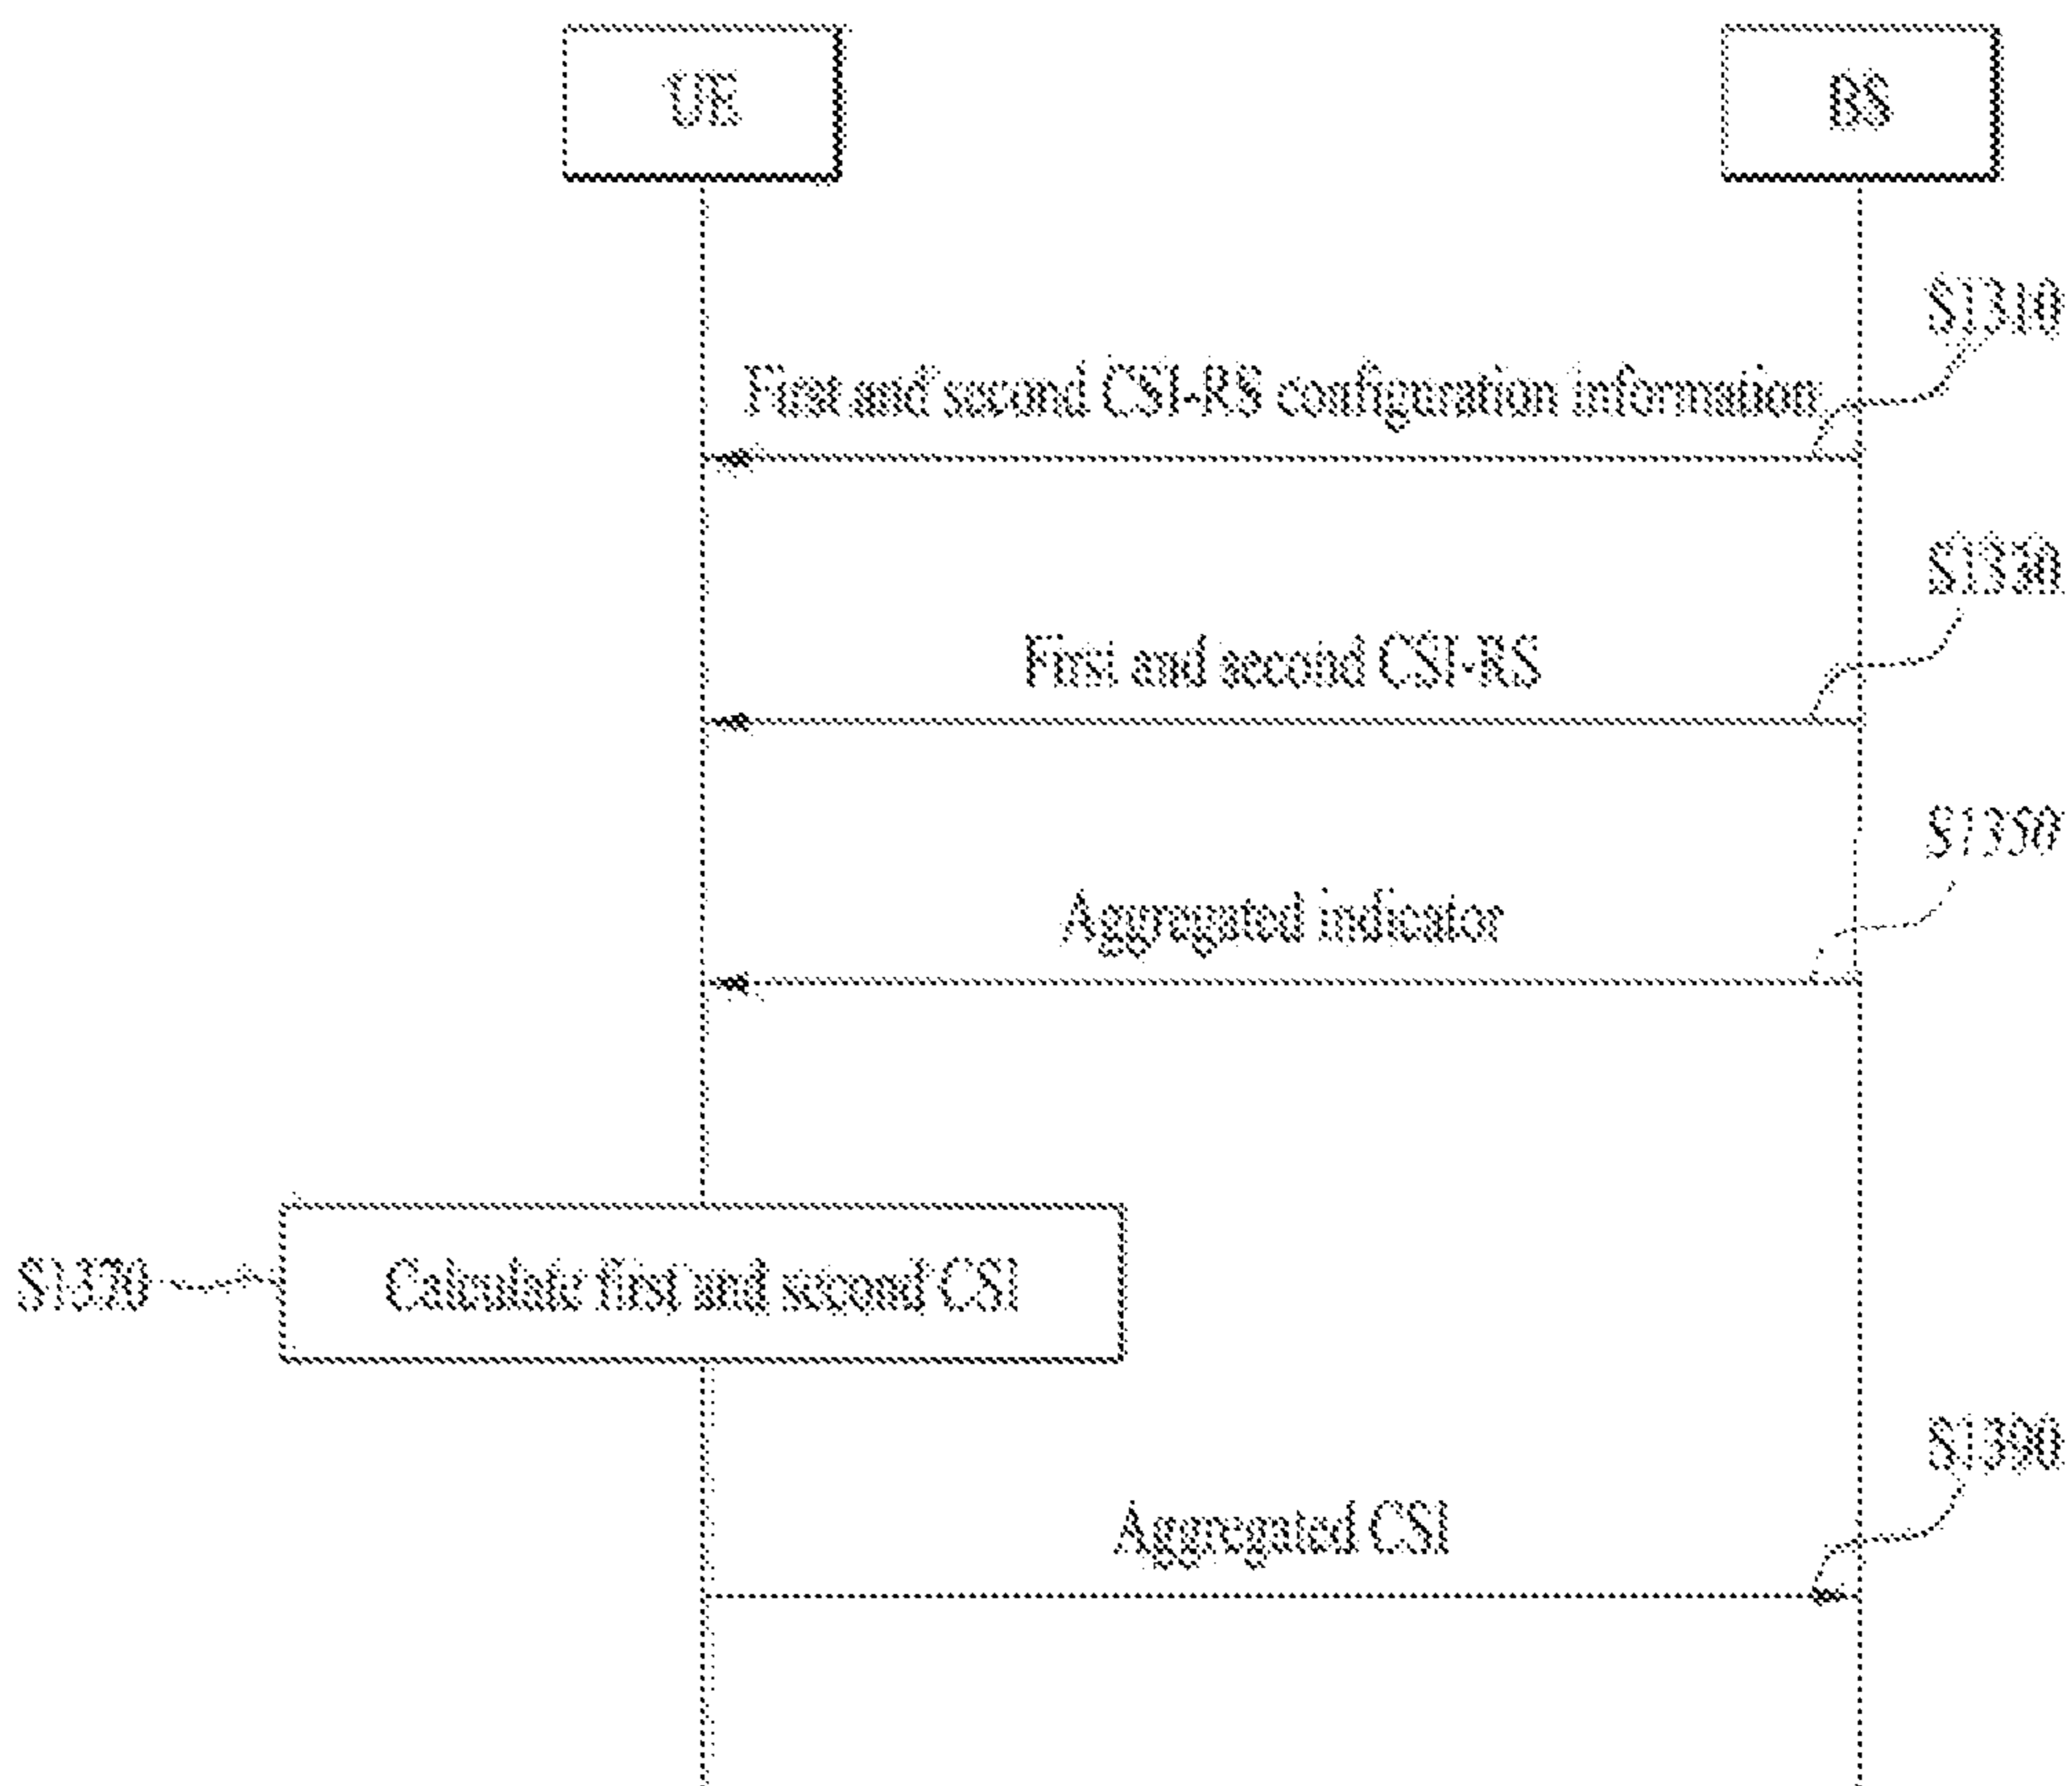 UE
BS
S1310
First and second CSI-RS configuration information
S1330
First and second CSI-RS
S1350
Aggregated indicator
S1370
Calculate first and second CSI
S1390
Aggregated CSI